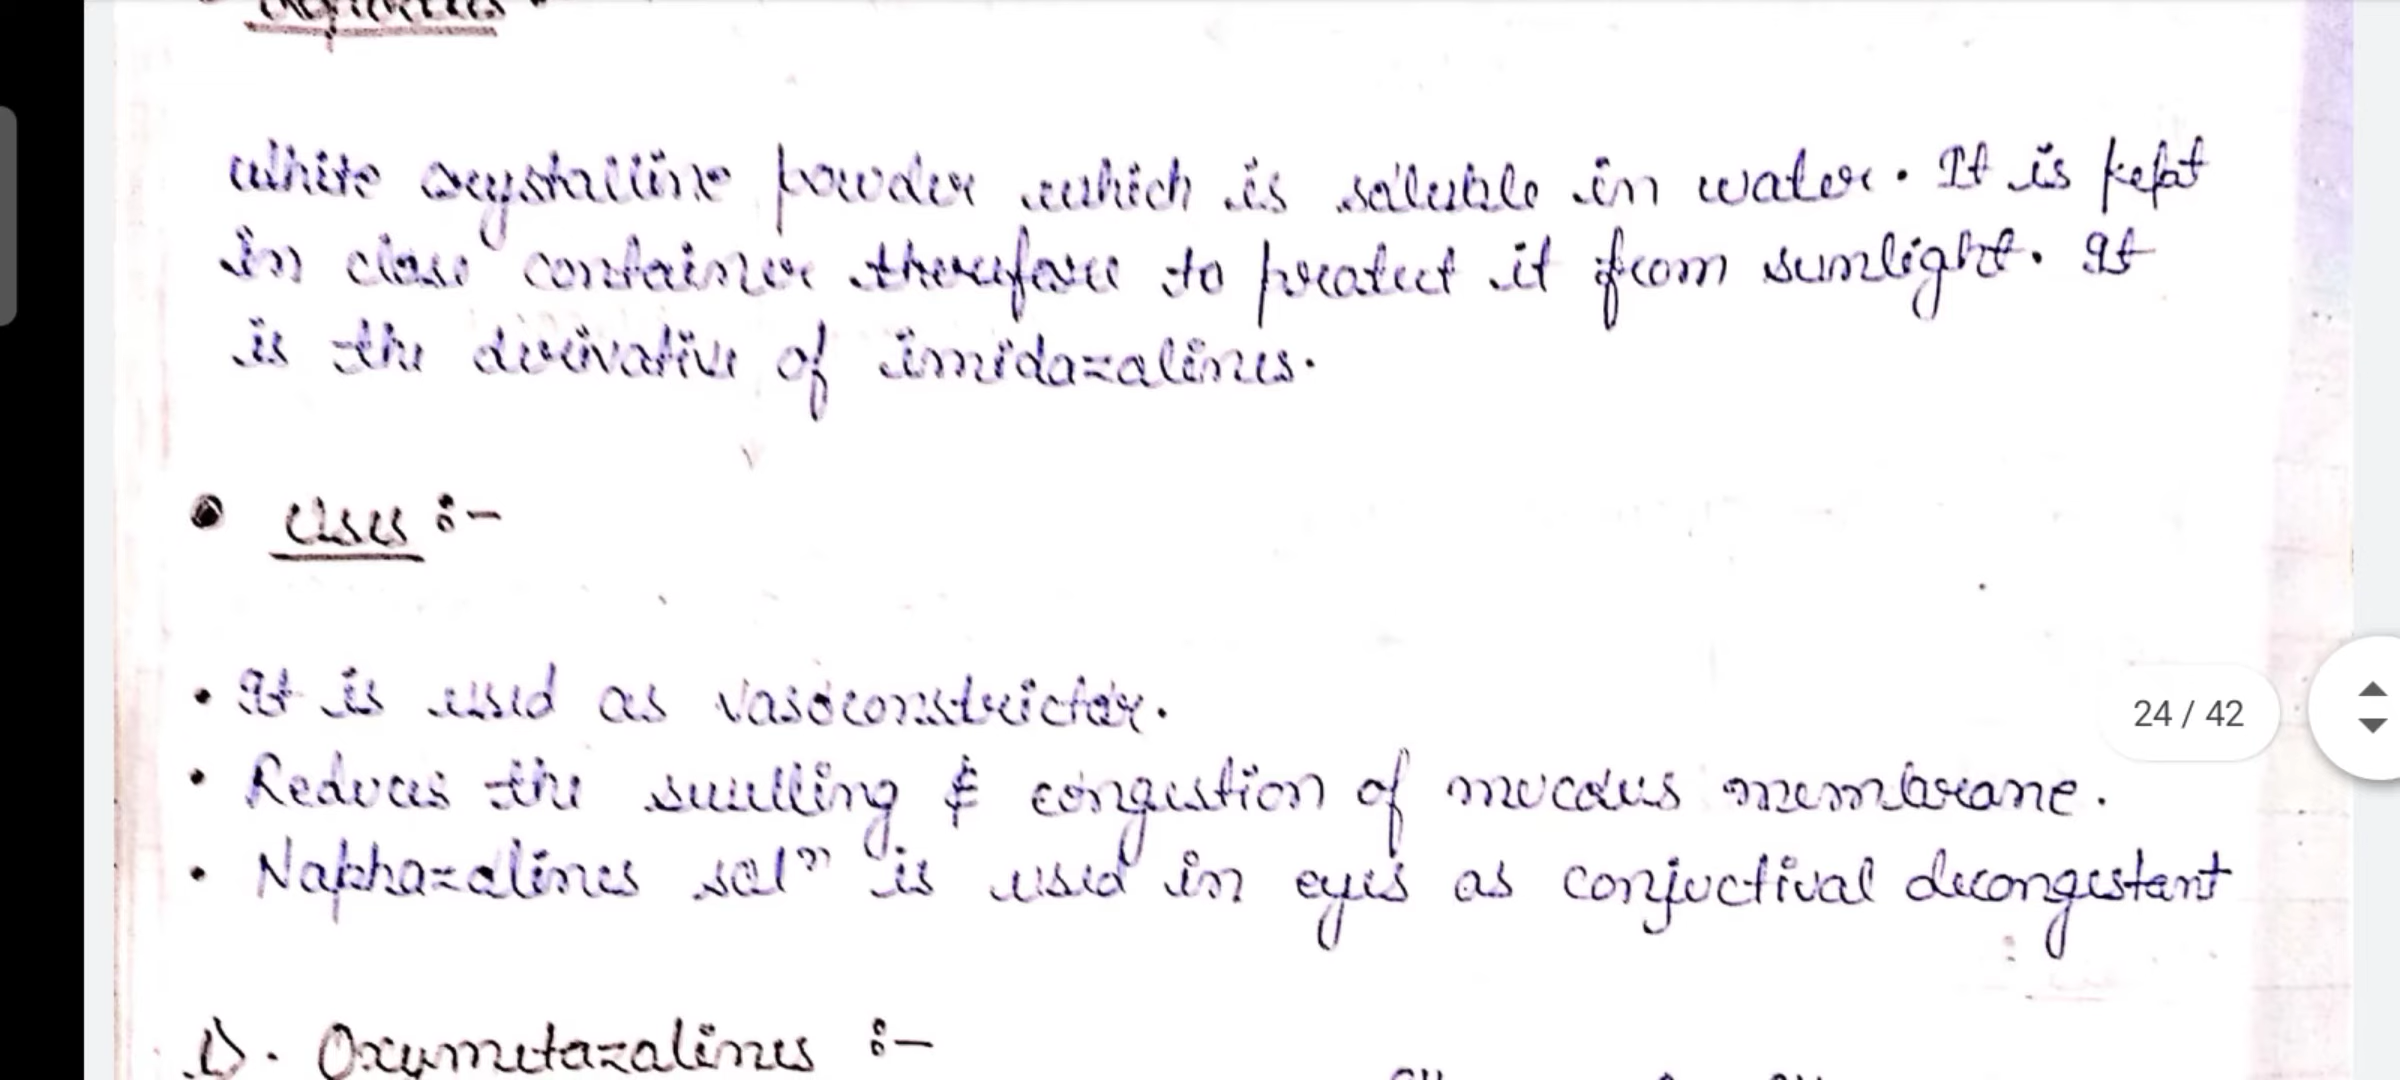 Properties
white crystalline powder which is soluble in water. It is kept
in close container therefore to protect it from sunlight. It
is the derivative of imidazalines.
• Uses :-
• It is used as vasoconstrictor.
24 / 42
• Reduces the swelling & congestion of mucous membrane.
• Naphazalines solⁿ is used in eyes as conjuctival decongestant
Oxymetazalines :-